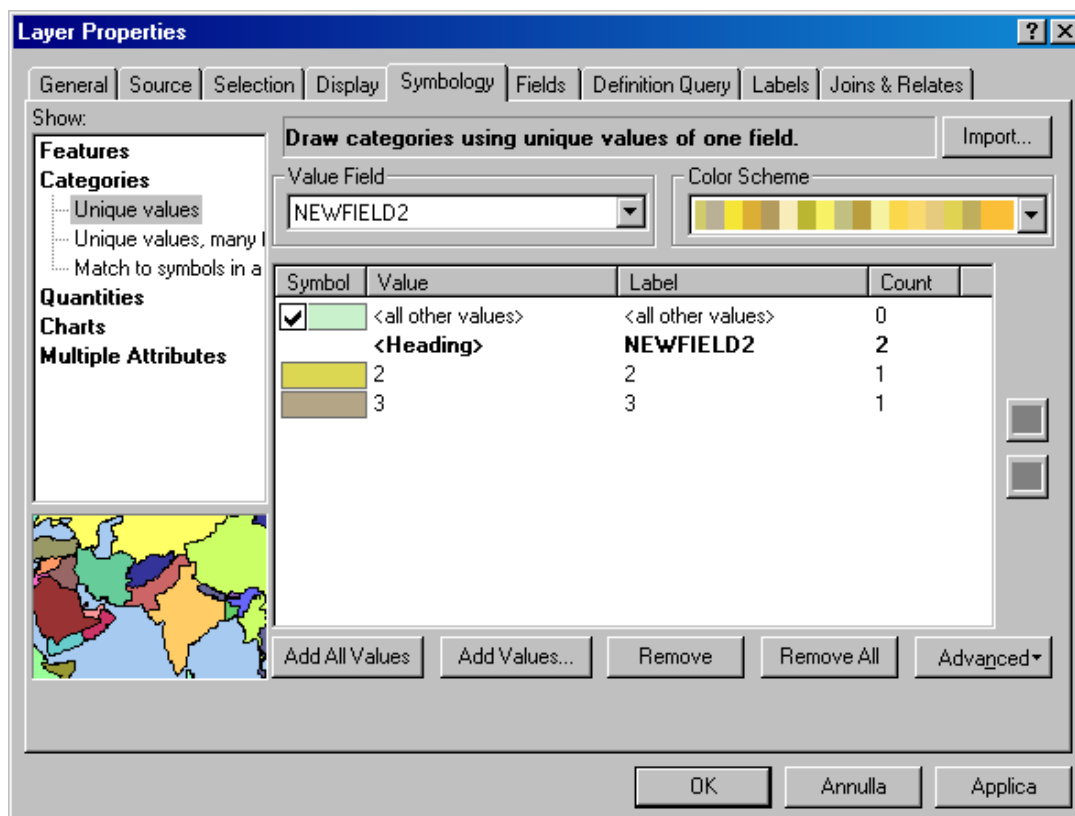 Layer Properties
General Source Selection Display Symbology Fields Definition Query Labels Joins & Relates
Show:
Features
Categories
Unique values
Unique values, many f
Match to symbols in a
Quantities
Charts
Multiple Attributes
Draw categories using unique values of one field.
Import...
Value Field
NEWFIELD2
Color Scheme
Symbol Value Label Count
<all other values> <all other values> 0
<Heading> NEWFIELD2 2
2 2 1
3 3 1
Add All Values Add Values... Remove Remove All Advanced
OK Annulla Applica